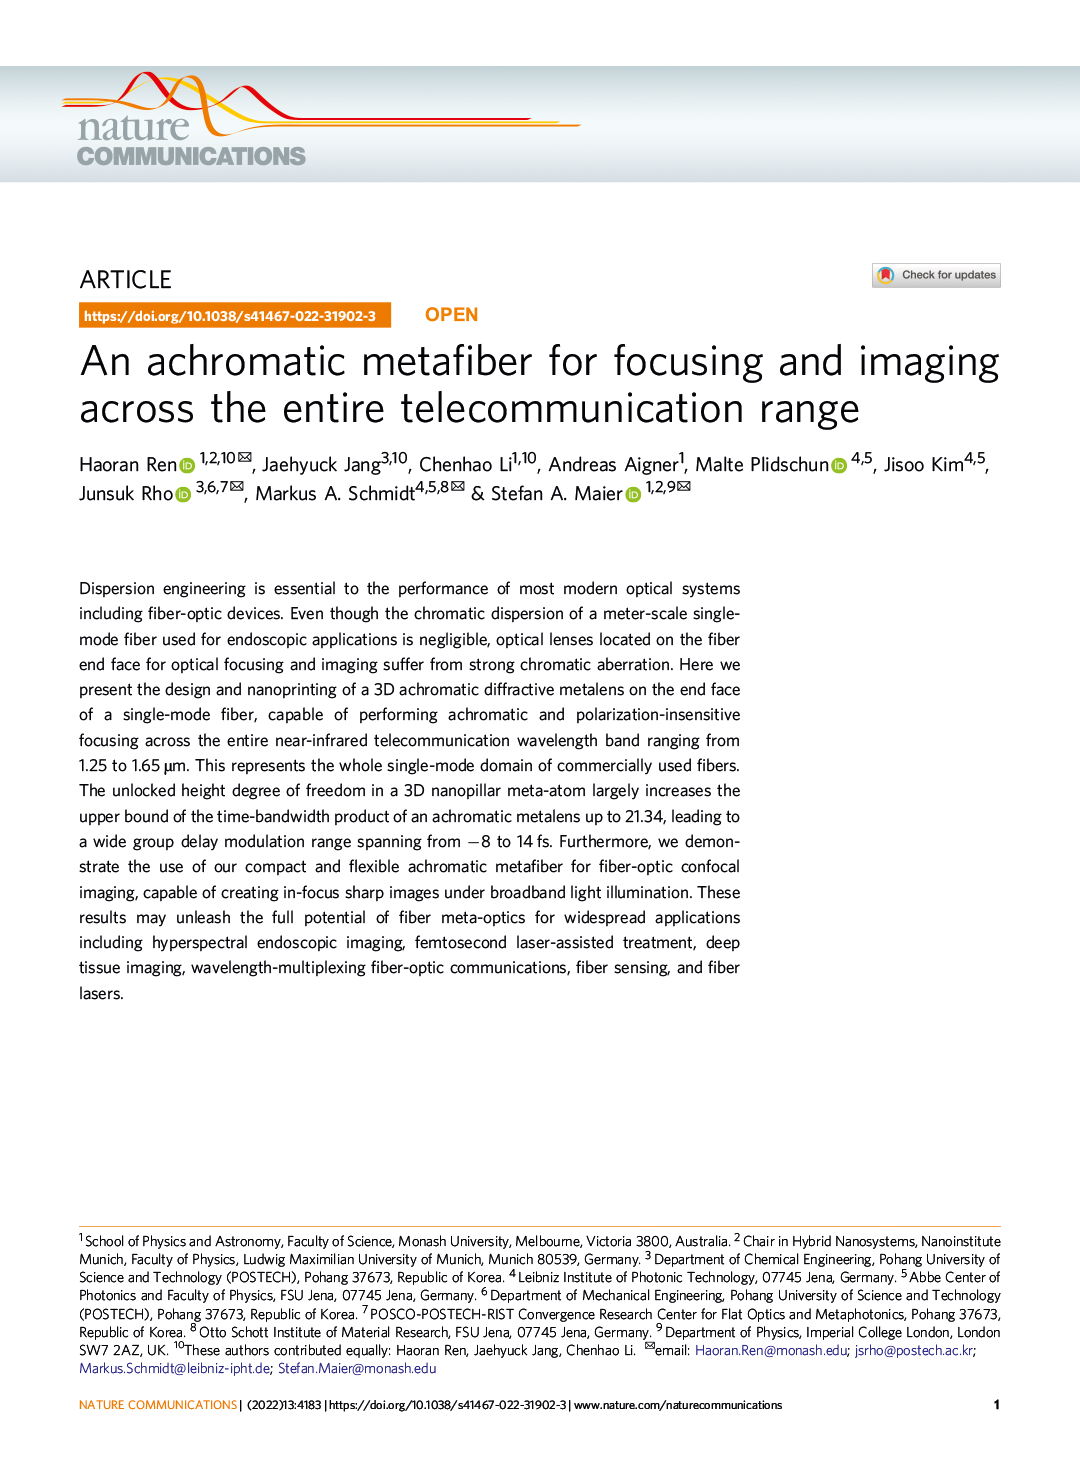 nature
COMMUNICATIONS
ARTICLE
Check for updates
https://doi.org/10.1038/s41467-022-31902-3
OPEN
An achromatic metafiber for focusing and imaging
across the entire telecommunication range
Haoran Ren 1,2,10✉, Jaehyuck Jang3,10, Chenhao Li1,10, Andreas Aigner1, Malte Plidschun 4,5, Jisoo Kim4,5,
Junsuk Rho 3,6,7✉, Markus A. Schmidt4,5,8✉ & Stefan A. Maier 1,2,9✉
Dispersion engineering is essential to the performance of most modern optical systems
including fiber-optic devices. Even though the chromatic dispersion of a meter-scale single-
mode fiber used for endoscopic applications is negligible, optical lenses located on the fiber
end face for optical focusing and imaging suffer from strong chromatic aberration. Here we
present the design and nanoprinting of a 3D achromatic diffractive metalens on the end face
of a single-mode fiber, capable of performing achromatic and polarization-insensitive
focusing across the entire near-infrared telecommunication wavelength band ranging from
1.25 to 1.65 μm. This represents the whole single-mode domain of commercially used fibers.
The unlocked height degree of freedom in a 3D nanopillar meta-atom largely increases the
upper bound of the time-bandwidth product of an achromatic metalens up to 21.34, leading to
a wide group delay modulation range spanning from −8 to 14 fs. Furthermore, we demon-
strate the use of our compact and flexible achromatic metafiber for fiber-optic confocal
imaging, capable of creating in-focus sharp images under broadband light illumination. These
results may unleash the full potential of fiber meta-optics for widespread applications
including hyperspectral endoscopic imaging, femtosecond laser-assisted treatment, deep
tissue imaging, wavelength-multiplexing fiber-optic communications, fiber sensing, and fiber
lasers.
1 School of Physics and Astronomy, Faculty of Science, Monash University, Melbourne, Victoria 3800, Australia. 2 Chair in Hybrid Nanosystems, Nanoinstitute
Munich, Faculty of Physics, Ludwig Maximilian University of Munich, Munich 80539, Germany. 3 Department of Chemical Engineering, Pohang University of
Science and Technology (POSTECH), Pohang 37673, Republic of Korea. 4 Leibniz Institute of Photonic Technology, 07745 Jena, Germany. 5 Abbe Center of
Photonics and Faculty of Physics, FSU Jena, 07745 Jena, Germany. 6 Department of Mechanical Engineering, Pohang University of Science and Technology
(POSTECH), Pohang 37673, Republic of Korea. 7 POSCO-POSTECH-RIST Convergence Research Center for Flat Optics and Metaphotonics, Pohang 37673,
Republic of Korea. 8 Otto Schott Institute of Material Research, FSU Jena, 07745 Jena, Germany. 9 Department of Physics, Imperial College London, London
SW7 2AZ, UK. 10These authors contributed equally: Haoran Ren, Jaehyuck Jang, Chenhao Li. ✉email: Haoran.Ren@monash.edu; jsrho@postech.ac.kr;
Markus.Schmidt@leibniz-ipht.de; Stefan.Maier@monash.edu
NATURE COMMUNICATIONS | (2022)13:4183 | https://doi.org/10.1038/s41467-022-31902-3 | www.nature.com/naturecommunications 1